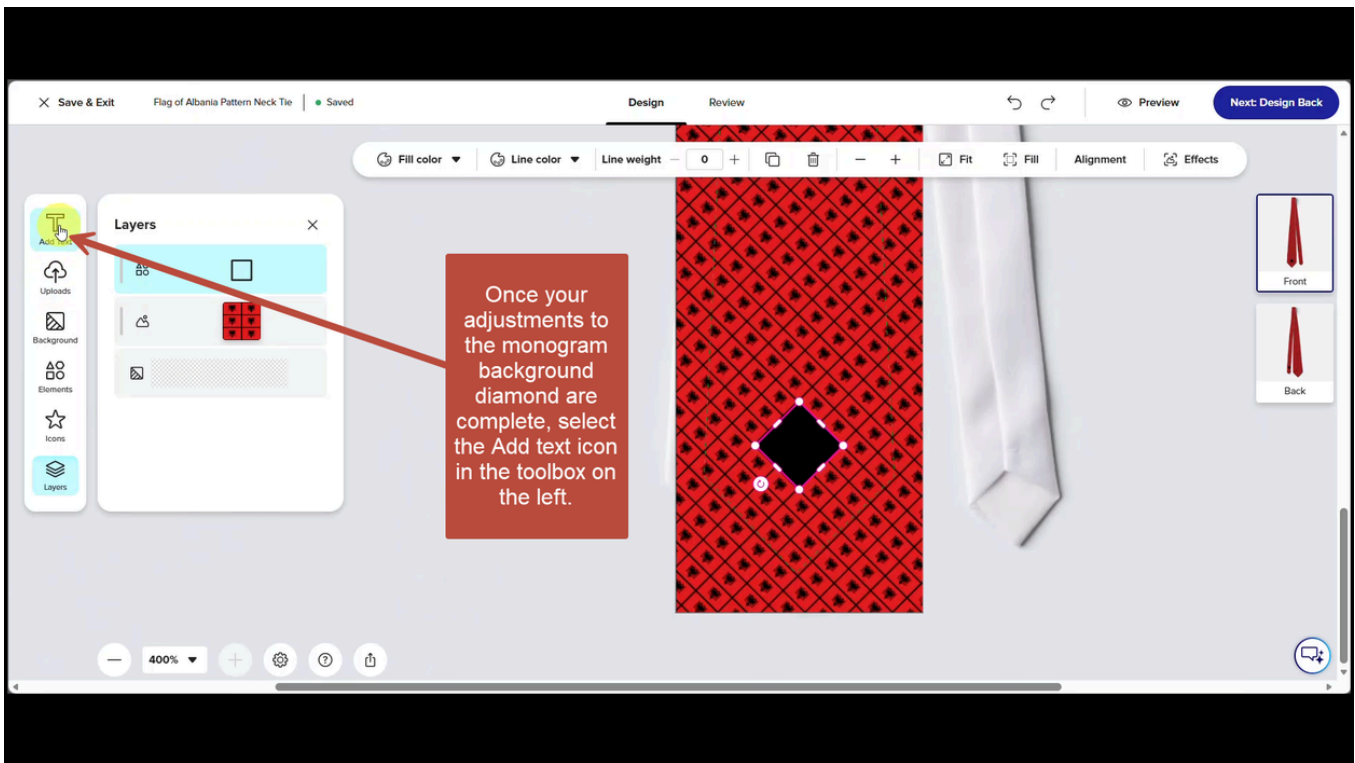 Save & Exit
Flag of Albania Pattern Neck Tie
Saved
Design
Review
Preview
Next: Design Back
Fill color
Line color
Line weight
0
Fit
Fill
Alignment
Effects
Add Text
Uploads
Background
Elements
Icons
Layers
Layers
Once your
adjustments to
the monogram
background
diamond are
complete, select
the Add text icon
in the toolbox on
the left.
Front
Back
400%